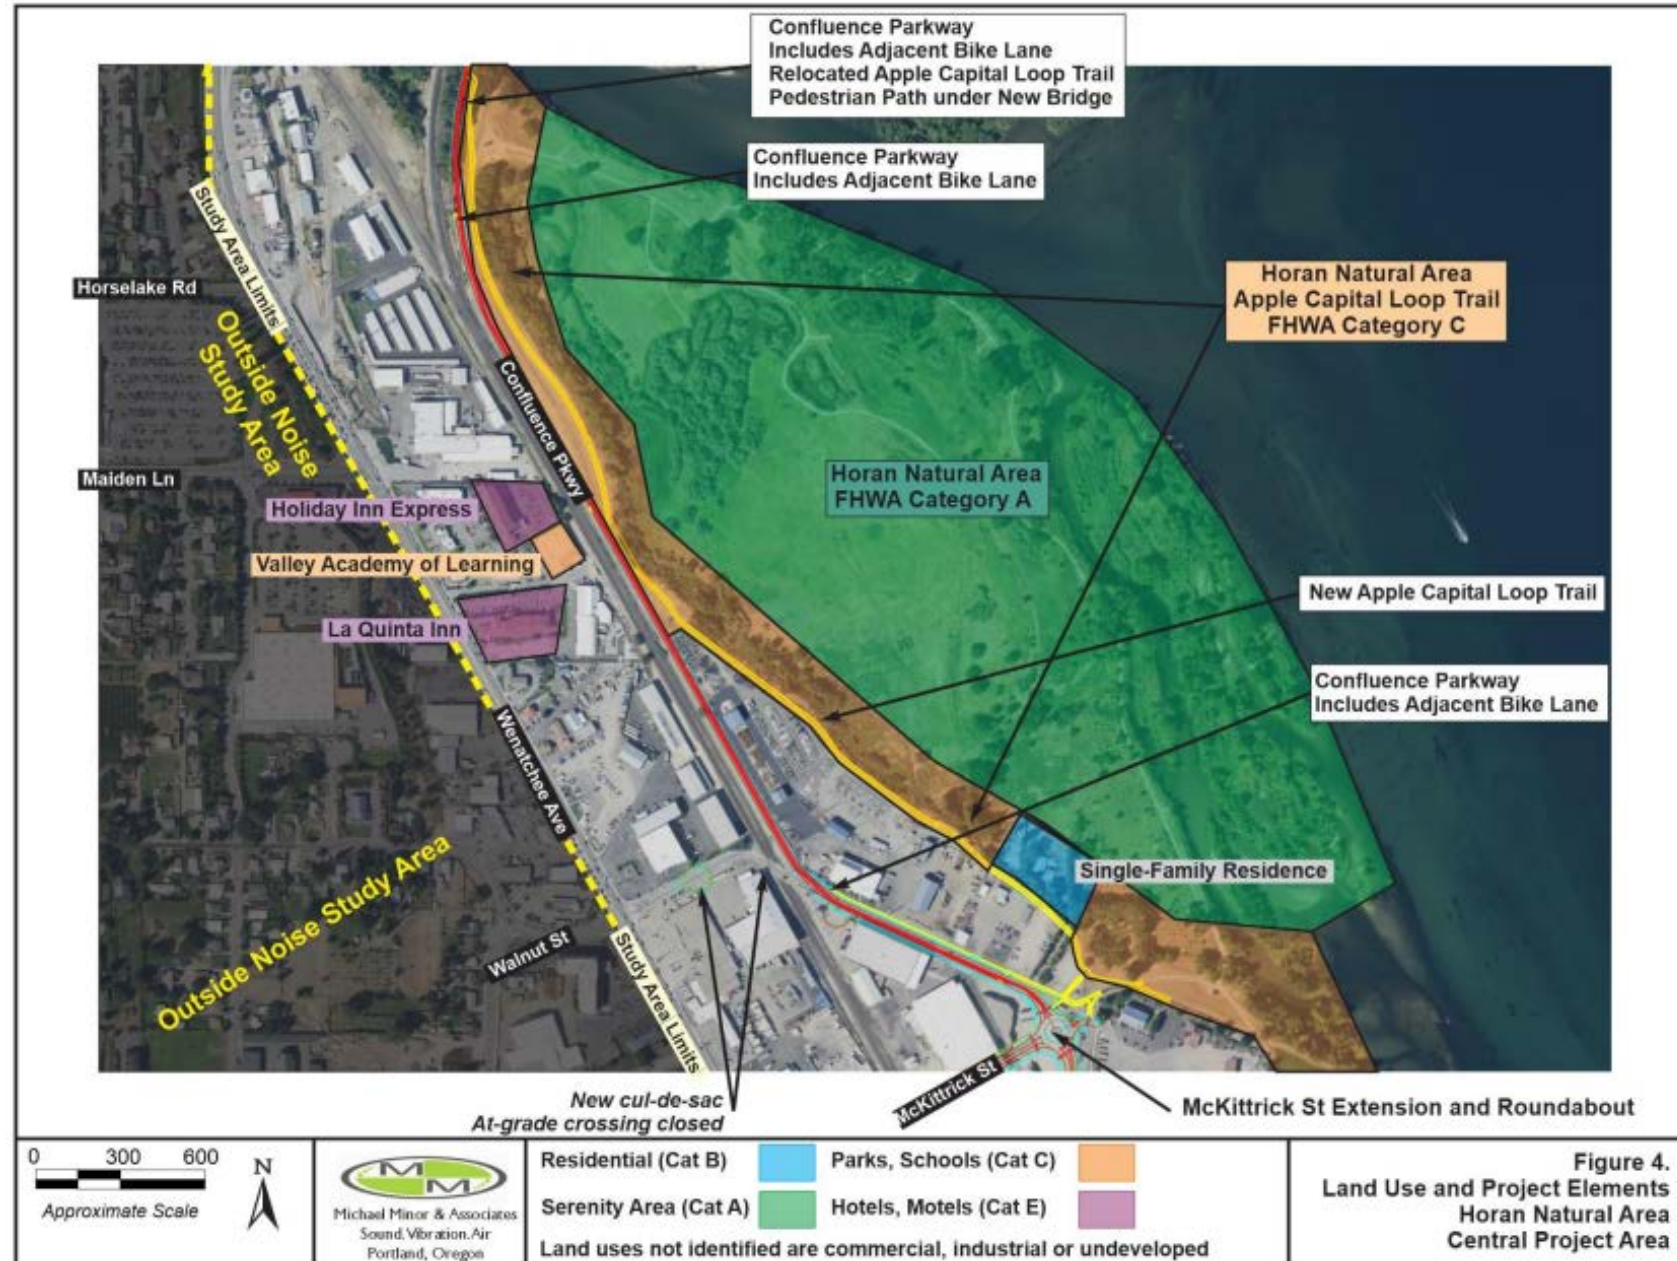 Confluence Parkway
Includes Adjacent Bike Lane
Relocated Apple Capital Loop Trail
Pedestrian Path under New Bridge
Confluence Parkway
Includes Adjacent Bike Lane
Study Area Limits
Horselake Rd
Horan Natural Area
Apple Capital Loop Trail
FHWA Category C
Outside Noise
Study Area
Confluence Pkwy
Maiden Ln
Horan Natural Area
FHWA Category A
Holiday Inn Express
Valley Academy of Learning
La Quinta Inn
New Apple Capital Loop Trail
Confluence Parkway
Includes Adjacent Bike Lane
Wenatchee Ave
Outside Noise Study Area
Single-Family Residence
Walnut St
Study Area Limits
McKittrick St
New cul-de-sac
At-grade crossing closed
McKittrick St Extension and Roundabout
0 300 600
Approximate Scale
N
M M
Michael Minor & Associates
Sound.Vibration.Air
Portland, Oregon
Residential (Cat B)
Parks, Schools (Cat C)
Serenity Area (Cat A)
Hotels, Motels (Cat E)
Land uses not identified are commercial, industrial or undeveloped
Figure 4.
Land Use and Project Elements
Horan Natural Area
Central Project Area